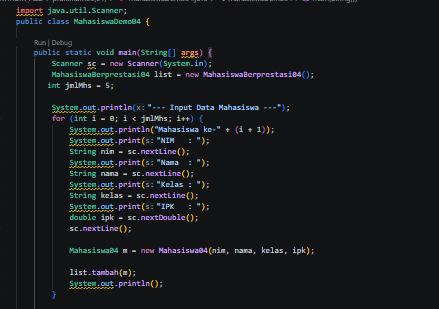 import java.util.Scanner;
public class MahasiswaDemo04 {
Run | Debug
public static void main(String[] args) {
Scanner sc = new Scanner(System.in);
MahasiswaBerprestasi04 list = new MahasiswaBerprestasi04();
int jmlMhs = 5;
System.out.println(x:"--- Input Data Mahasiswa ---");
for (int i = 0; i < jmlMhs; i++) {
System.out.println("Mahasiswa ke-" + (i + 1));
System.out.print(s:"NIM   : ");
String nim = sc.nextLine();
System.out.print(s:"Nama  : ");
String nama = sc.nextLine();
System.out.print(s:"Kelas : ");
String kelas = sc.nextLine();
System.out.print(s:"IPK   : ");
double ipk = sc.nextDouble();
sc.nextLine();
Mahasiswa04 m = new Mahasiswa04(nim, nama, kelas, ipk);
list.tambah(m);
System.out.println();
}